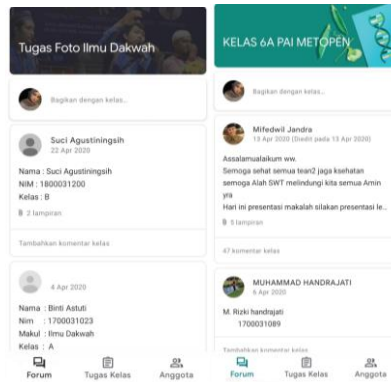 Tugas Foto Ilmu Dakwah
Bagikan dengan kelas...
Suci Agustiningsih
22 Apr 2020
Nama : Suci Agustiningsih
NIM : 1800031200
Kelas : B
2 lampiran
Tambahkan komentar kelas
4 Apr 2020
Nama : Binti Astuti
Nim : 1700031023
Makul : Ilmu Dakwah
Kelas : A
Forum
Tugas Kelas
Anggota
KELAS 6A PAI METOPEN
Bagikan dengan kelas...
Mifedwil Jandra
13 Apr 2020 (Diedit pada 13 Apr 2020)
Assalamualaikum ww.
Semoga sehat semua tean2 jaga ksehatan
semoga Alah SWT melindungi kita semua Amin
yra
Hari ini presentasi makalah silakan presentasi le...
5 lampiran
47 komentar kelas
MUHAMMAD HANDRAJATI
6 Apr 2020
M. Rizki handrajati
1700031089
Tambahkan komentar kelas
Forum
Tugas Kelas
Anggota